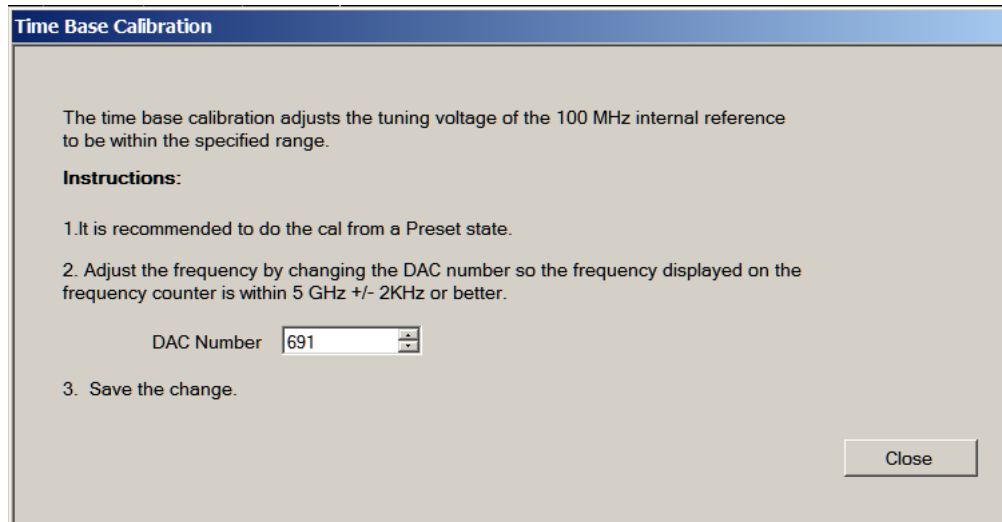 Time Base Calibration
The time base calibration adjusts the tuning voltage of the 100 MHz internal reference
to be within the specified range.
Instructions:
1.It is recommended to do the cal from a Preset state.
2. Adjust the frequency by changing the DAC number so the frequency displayed on the
frequency counter is within 5 GHz +/- 2KHz or better.
DAC Number 691
3. Save the change.
Close